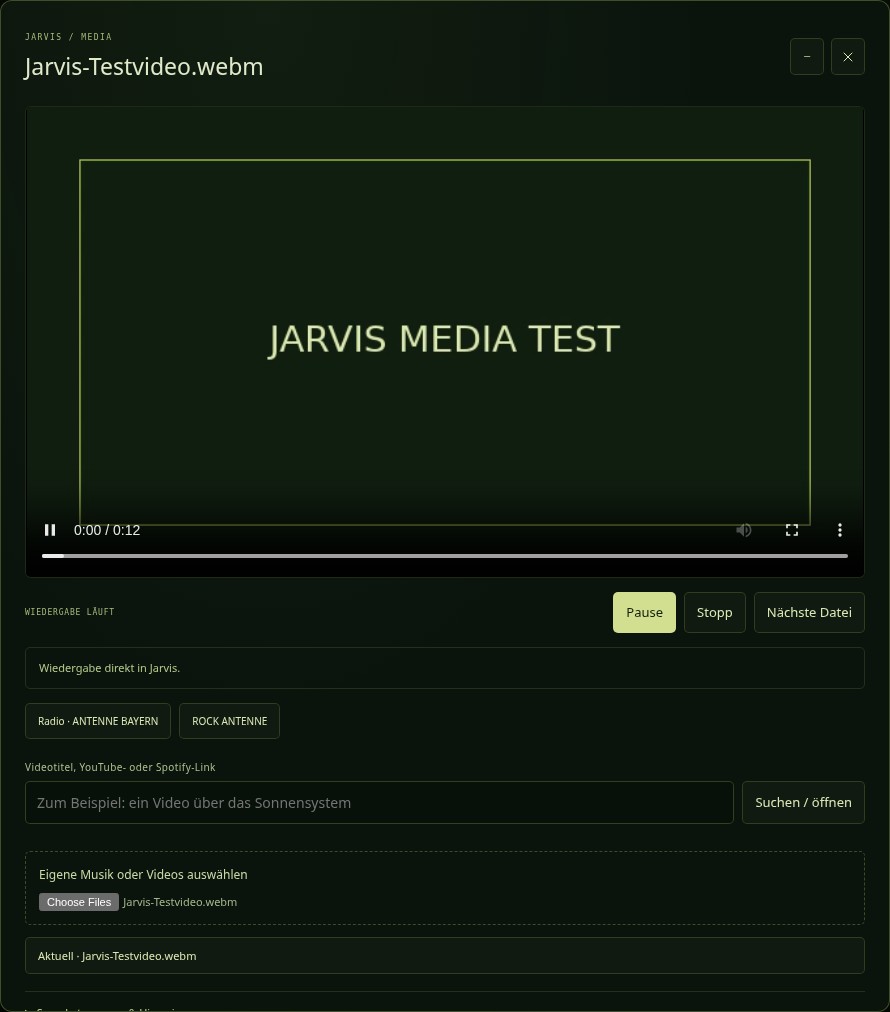 JARVIS / MEDIA
Jarvis-Testvideo.webm
JARVIS MEDIA TEST
0:00 / 0:12
WIEDERGABE LÄUFT
Pause
Stopp
Nächste Datei
Wiedergabe direkt in Jarvis.
Radio · ANTENNE BAYERN
ROCK ANTENNE
Videotitel, YouTube- oder Spotify-Link
Zum Beispiel: ein Video über das Sonnensystem
Suchen / öffnen
Eigene Musik oder Videos auswählen
Choose Files Jarvis-Testvideo.webm
Aktuell · Jarvis-Testvideo.webm